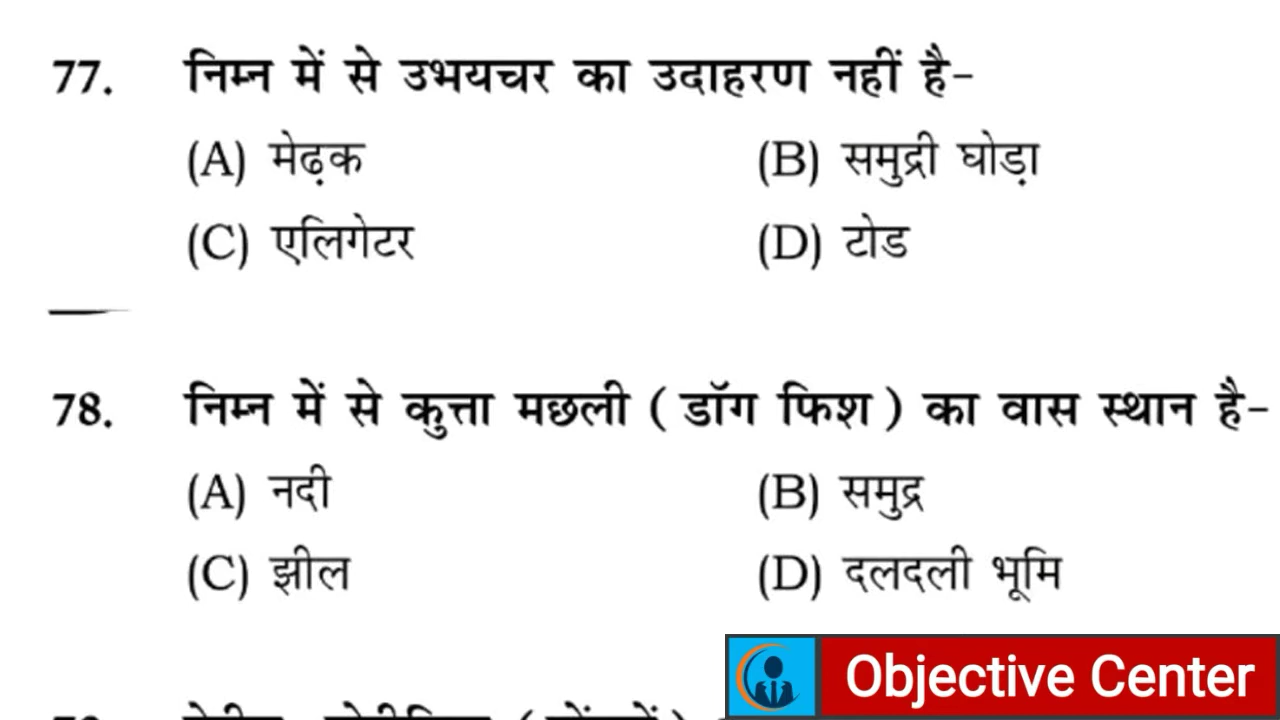 77. निम्न में से उभयचर का उदाहरण नहीं है-
(A) मेढ़क (B) समुद्री घोड़ा
(C) एलिगेटर (D) टोड
78. निम्न में से कुत्ता मछली ( डॉग फिश ) का वास स्थान है-
(A) नदी (B) समुद्र
(C) झील (D) दलदली भूमि
Objective Center